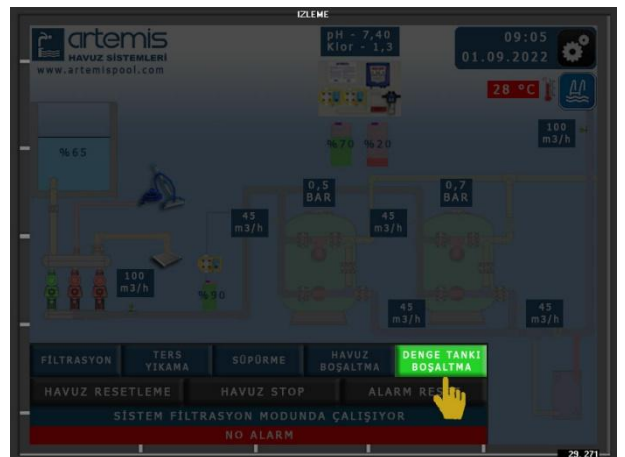 IZLEME
artemis
HAVUZ SİSTEMLERİ
www.artemispool.com
pH - 7,40
Klor - 1,3
09:05
01.09.2022
28 °C
100
m3/h
%65
%70
%20
0,5
BAR
0,7
BAR
45
m3/h
45
m3/h
100
m3/h
%90
45
m3/h
45
m3/h
FİLTRASYON
TERS
YIKAMA
SÜPÜRME
HAVUZ
BOŞALTMA
DENGE TANKI
BOŞALTMA
HAVUZ RESETLEME
HAVUZ STOP
ALARM RES
SİSTEM FİLTRASYON MODUNDA ÇALIŞIYOR
NO ALARM
29. 271